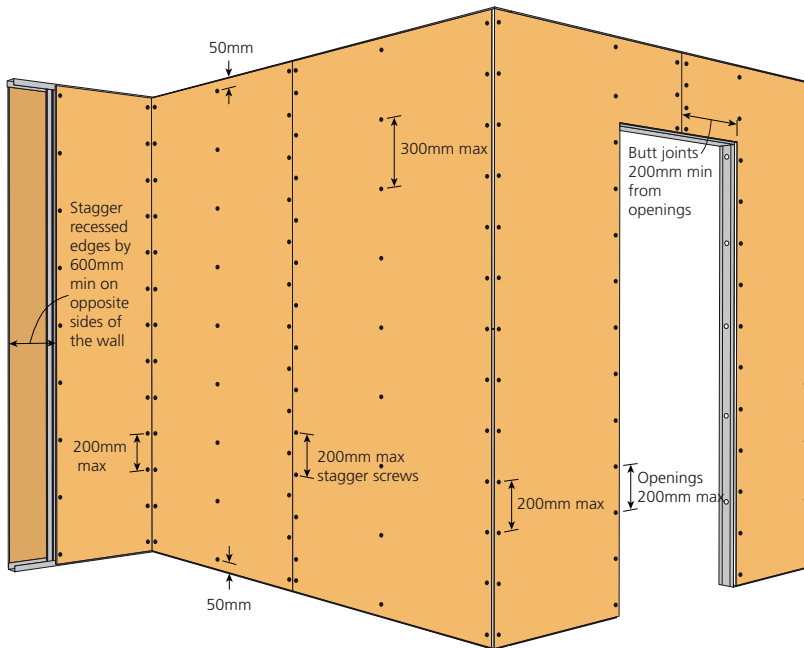 50mm
300mm max
Butt joints
200mm min
from
openings
Stagger
recessed
edges by
600mm
min on
opposite
sides of
the wall
200mm
max
200mm max
stagger screws
200mm max
Openings
200mm max
50mm